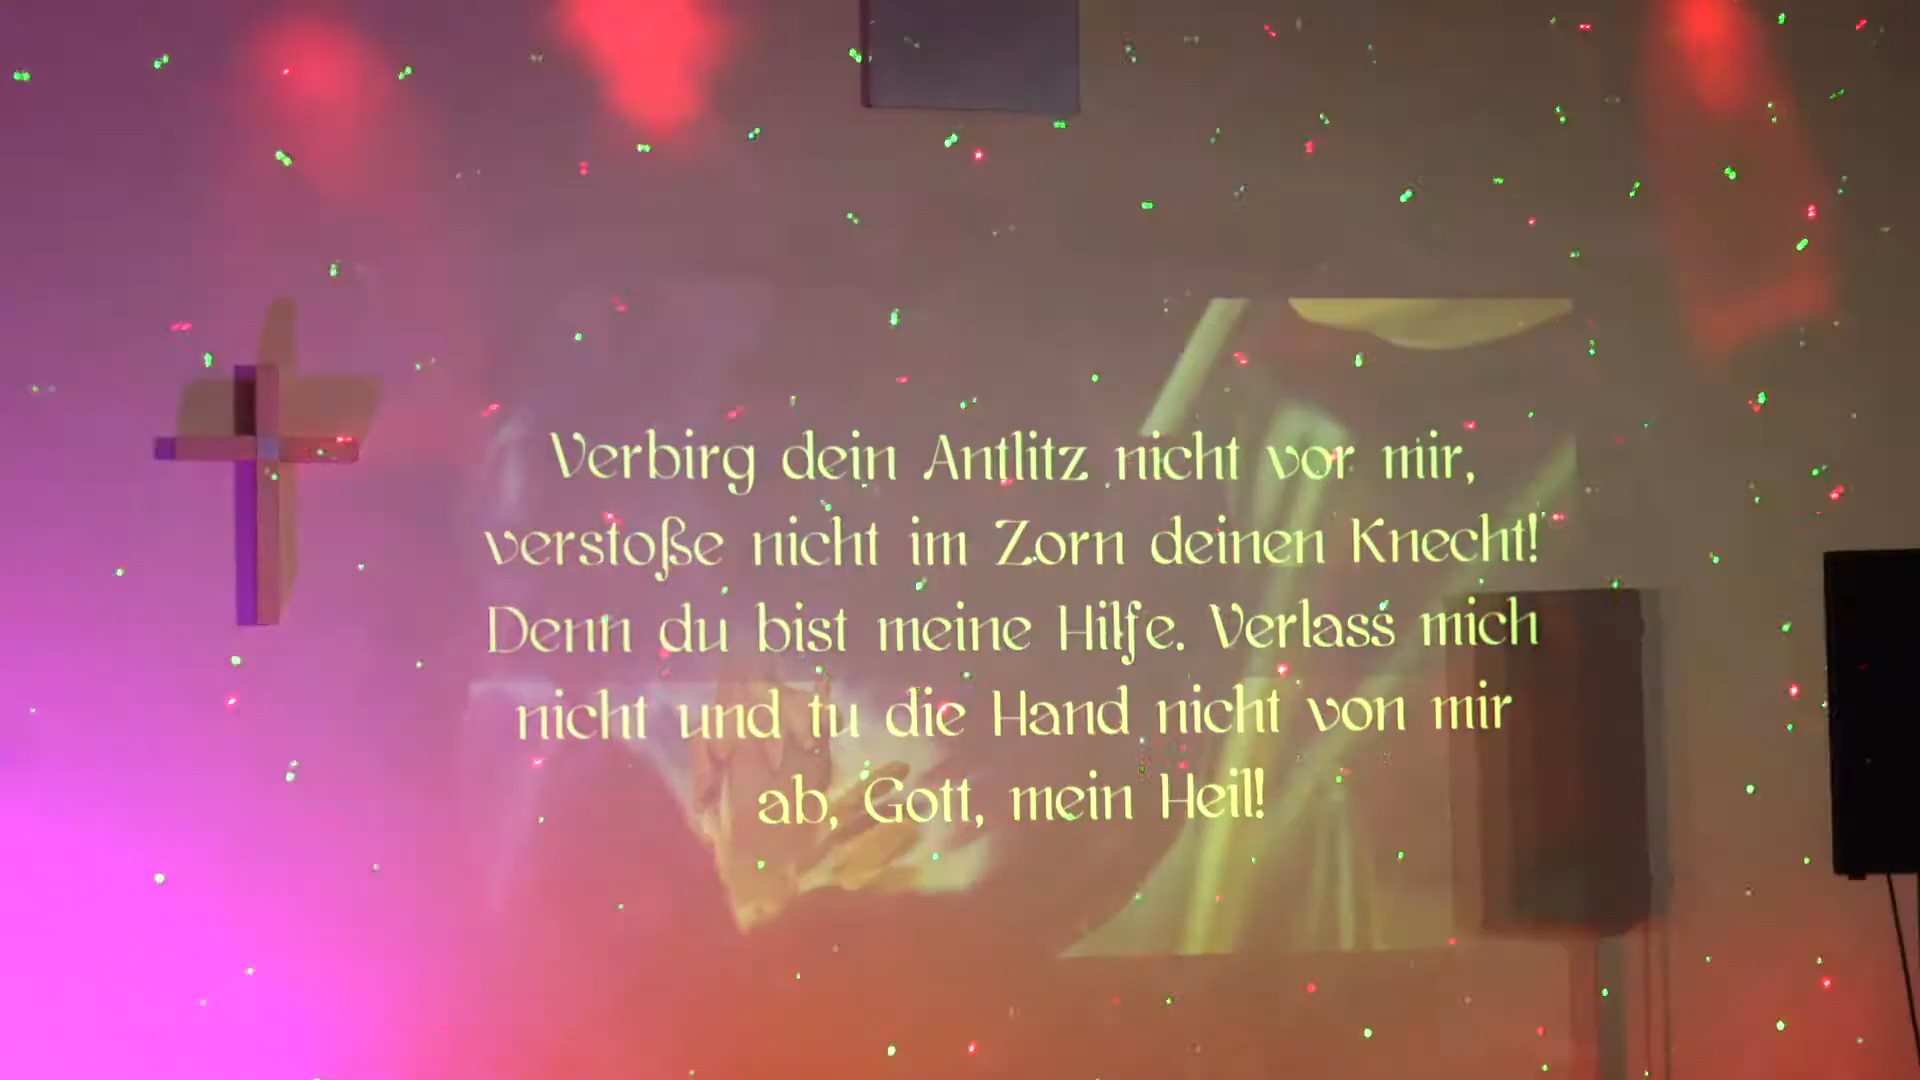 Verbirg dein Antlitz nicht vor mir,
verstoße nicht im Zorn deinen Knecht!
Denn du bist meine Hilfe. Verlass mich
nicht und tu die Hand nicht von mir
ab, Gott, mein Heil!